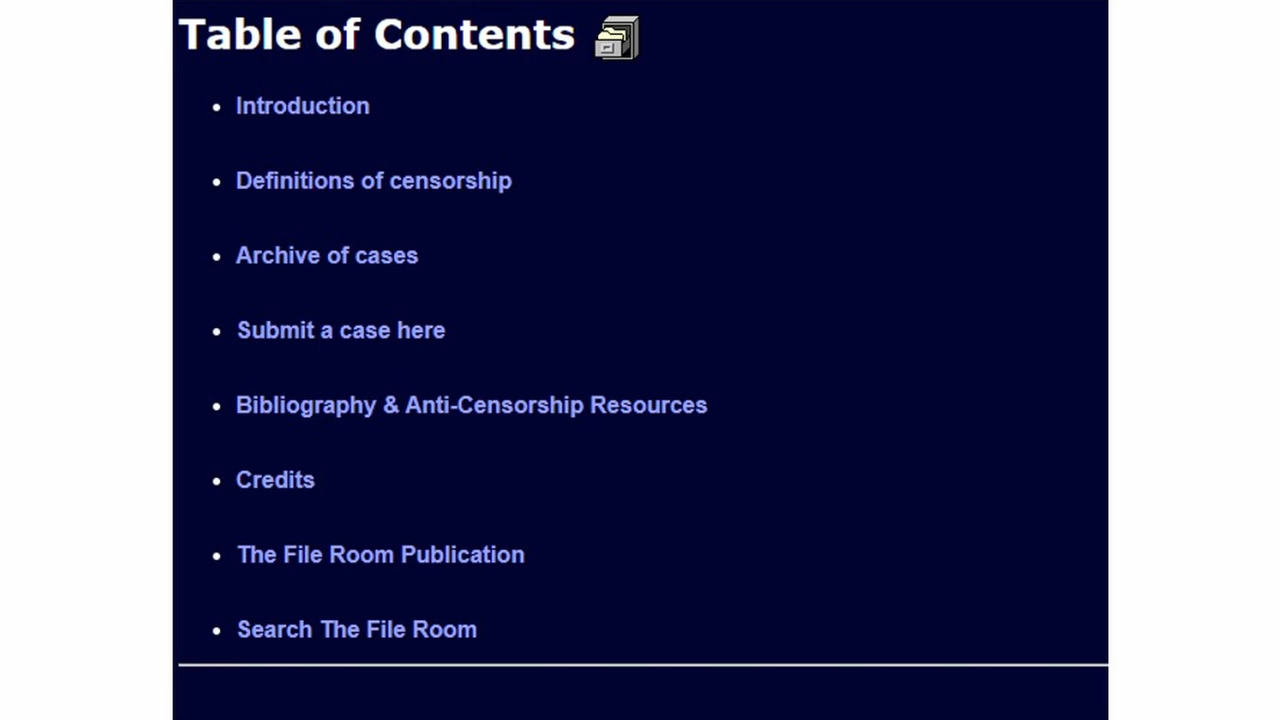 Table of Contents
Introduction
Definitions of censorship
Archive of cases
Submit a case here
Bibliography & Anti-Censorship Resources
Credits
The File Room Publication
Search The File Room